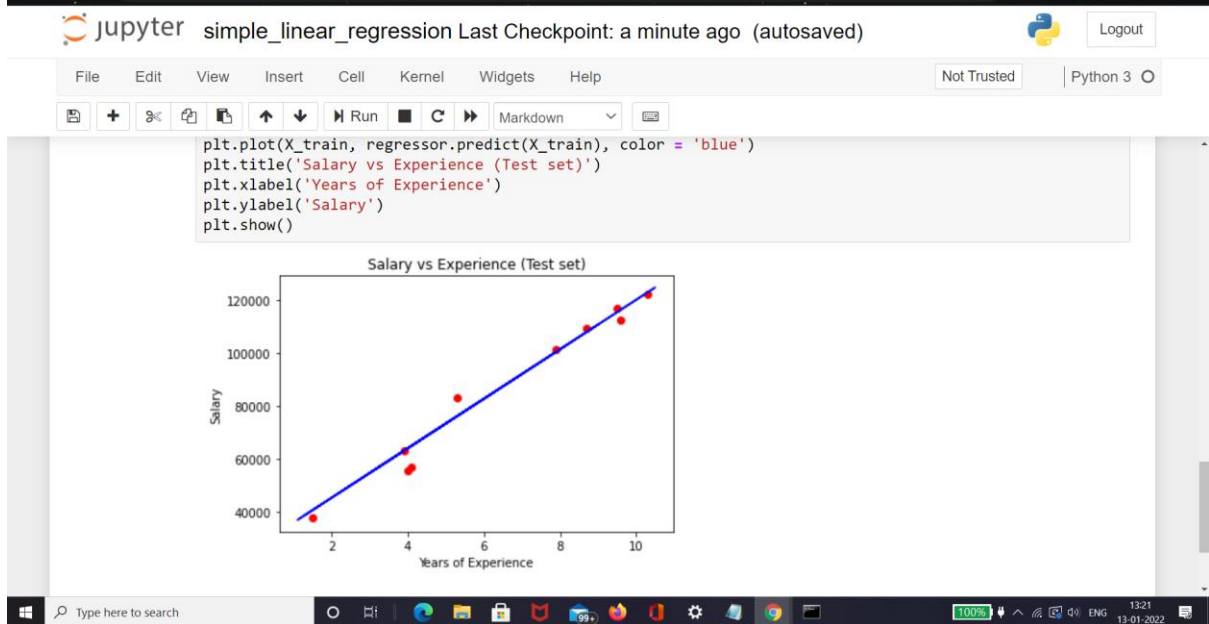 jupyter simple_linear_regression Last Checkpoint: a minute ago (autosaved) Logout
File Edit View Insert Cell Kernel Widgets Help Not Trusted Python 3
Run Markdown
plt.plot(X_train, regressor.predict(X_train), color = 'blue')
plt.title('Salary vs Experience (Test set)')
plt.xlabel('Years of Experience')
plt.ylabel('Salary')
plt.show()
Salary vs Experience (Test set)
120000
100000
80000
60000
40000
Salary
2 4 6 8 10
Years of Experience
Type here to search 99+ 100% ENG 13:21
13-01-2022